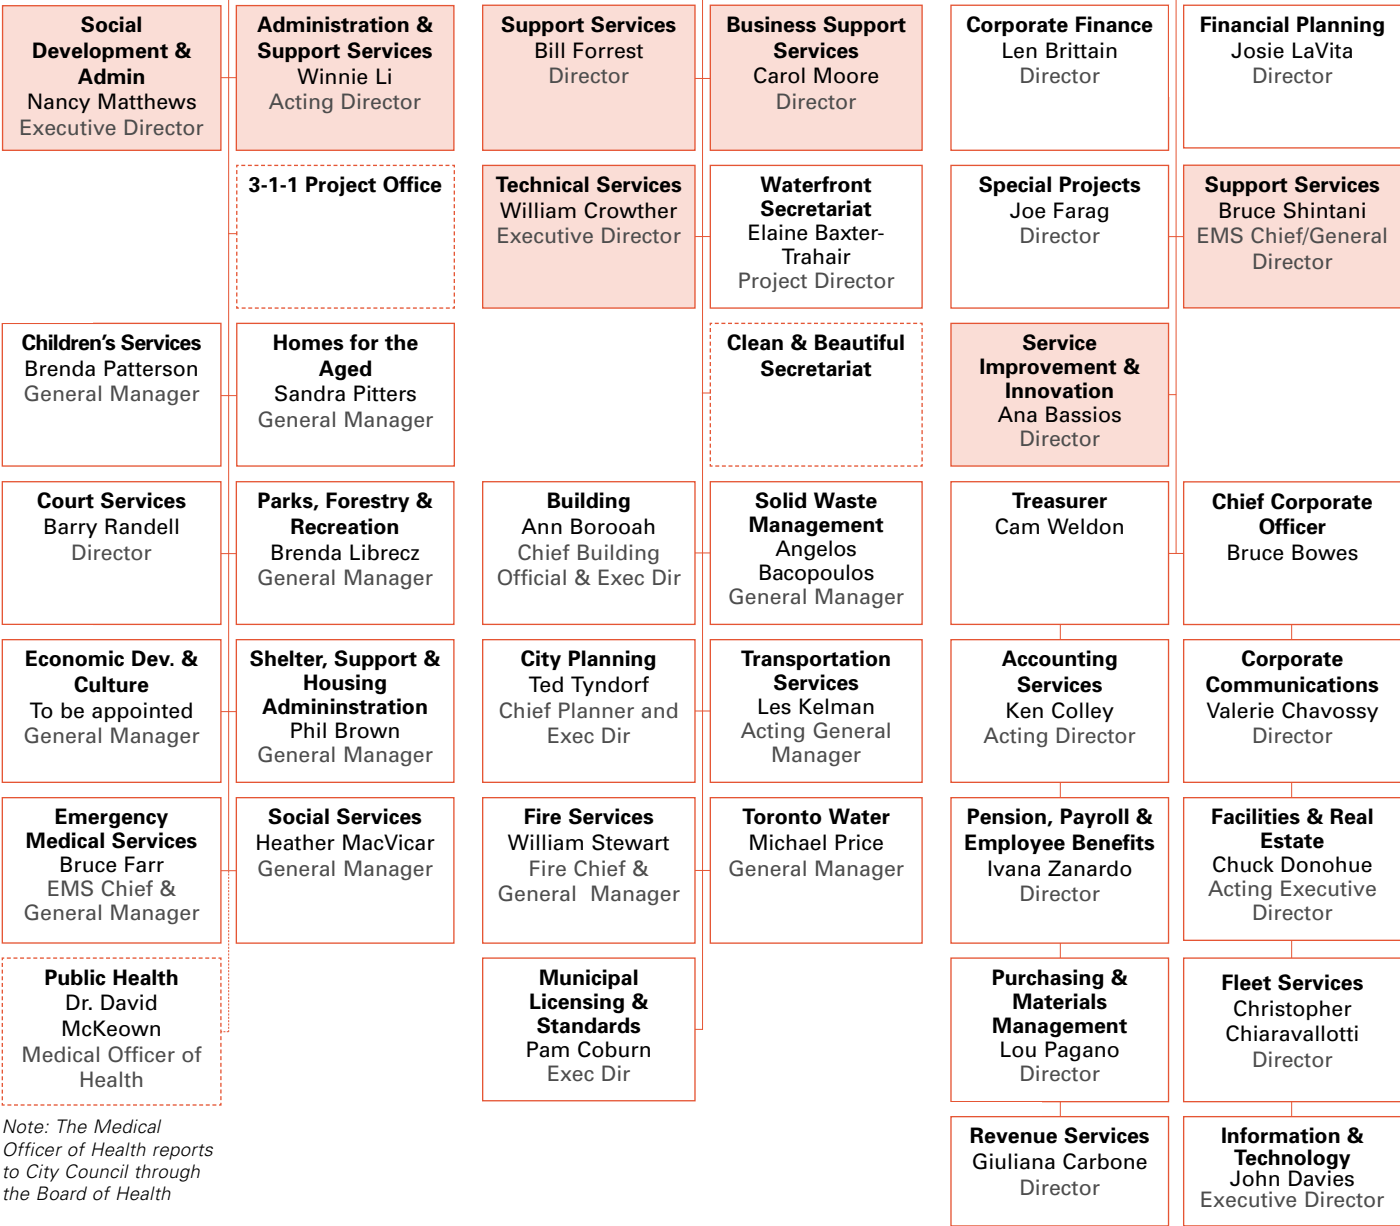 Social
Development &
Admin
Nancy Matthews
Executive Director
Administration &
Support Services
Winnie Li
Acting Director
Support Services
Bill Forrest
Director
Business Support
Services
Carol Moore
Director
Corporate Finance
Len Brittain
Director
Financial Planning
Josie LaVita
Director
3-1-1 Project Office
Technical Services
William Crowther
Executive Director
Waterfront
Secretariat
Elaine Baxter-
Trahair
Project Director
Special Projects
Joe Farag
Director
Support Services
Bruce Shintani
EMS Chief/General
Director
Children's Services
Brenda Patterson
General Manager
Homes for the
Aged
Sandra Pitters
General Manager
Clean & Beautiful
Secretariat
Service
Improvement &
Innovation
Ana Bassios
Director
Court Services
Barry Randell
Director
Parks, Forestry &
Recreation
Brenda Librecz
General Manager
Building
Ann Borooah
Chief Building
Official & Exec Dir
Solid Waste
Management
Angelos
Bacopoulos
General Manager
Treasurer
Cam Weldon
Chief Corporate
Officer
Bruce Bowes
Economic Dev. &
Culture
To be appointed
General Manager
Shelter, Support &
Housing
Admininstration
Phil Brown
General Manager
City Planning
Ted Tyndorf
Chief Planner and
Exec Dir
Transportation
Services
Les Kelman
Acting General
Manager
Accounting
Services
Ken Colley
Acting Director
Corporate
Communications
Valerie Chavossy
Director
Emergency
Medical Services
Bruce Farr
EMS Chief &
General Manager
Social Services
Heather MacVicar
General Manager
Fire Services
William Stewart
Fire Chief &
General Manager
Toronto Water
Michael Price
General Manager
Pension, Payroll &
Employee Benefits
Ivana Zanardo
Director
Facilities & Real
Estate
Chuck Donohue
Acting Executive
Director
Public Health
Dr. David
McKeown
Medical Officer of
Health
Municipal
Licensing &
Standards
Pam Coburn
Exec Dir
Purchasing &
Materials
Management
Lou Pagano
Director
Fleet Services
Christopher
Chiaravallotti
Director
Note: The Medical
Officer of Health reports
to City Council through
the Board of Health
Revenue Services
Giuliana Carbone
Director
Information &
Technology
John Davies
Executive Director